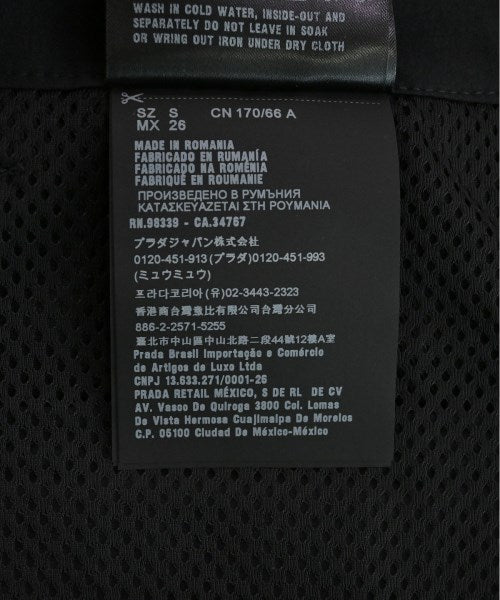 WASH IN COLD WATER, INSIDE-OUT AND
SEPARATELY DO NOT LEAVE IN SOAK
OR WRING OUT IRON UNDER DRY CLOTH
SZ S CN 170/66 A
MX 26
MADE IN ROMANIA
FABRICADO EN RUMANÍA
FABRICADO NA ROMÉNIA
FABRIQUÉ EN ROUMANIE
ПРОИЗВЕДЕНО В РУМЪНИЯ
ΚΑΤΑΣΚΕΥΑΖΕΤΑΙ ΣΤΗ ΡΟΥΜΑΝΙΑ
RN.98339 - CA.34767
プラダジャパン株式会社
0120-451-913(プラダ)0120-451-993
(ミュウミュウ)
프라다코리아(유)02-3443-2323
香港商台灣普比有限公司台灣分公司
886-2-2571-5255
臺北市中山區中山北路二段44號12樓A室
Prada Brasil Importação e Comércio
de Artigos de Luxo Ltda
CNPJ 13.633.271/0001-26
PRADA RETAIL MÉXICO, S DE RL DE CV
AV. Vasco De Quiroga 3800 Col. Lomas
De Vista Hermosa Cuajimalpa De Morelos
C.P. 05100 Ciudad De México-México